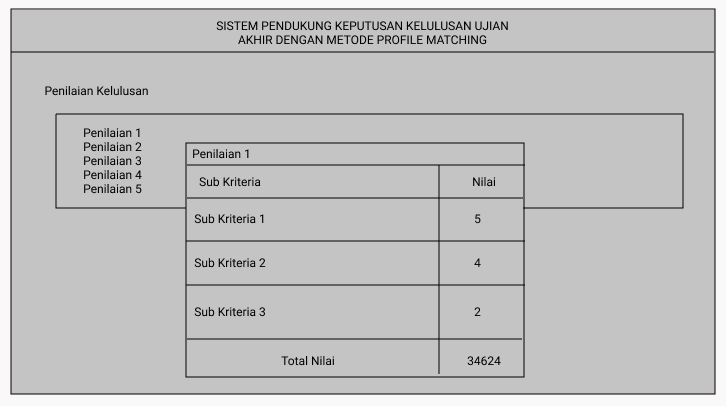 SISTEM PENDUKUNG KEPUTUSAN KELULUSAN UJIAN
AKHIR DENGAN METODE PROFILE MATCHING
Penilaian Kelulusan
Penilaian 1
Penilaian 2
Penilaian 3
Penilaian 4
Penilaian 5
Penilaian 1
Sub Kriteria Nilai
Sub Kriteria 1 5
Sub Kriteria 2 4
Sub Kriteria 3 2
Total Nilai 34624